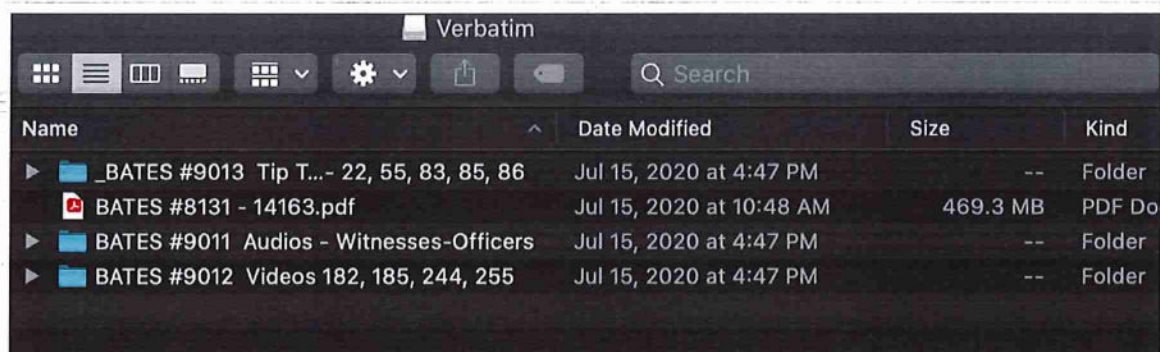 Verbatim
Search
Name Date Modified Size Kind
_BATES #9013 Tip T...- 22, 55, 83, 85, 86 Jul 15, 2020 at 4:47 PM -- Folder
BATES #8131 - 14163.pdf Jul 15, 2020 at 10:48 AM 469.3 MB PDF Do
BATES #9011 Audios - Witnesses-Officers Jul 15, 2020 at 4:47 PM -- Folder
BATES #9012 Videos 182, 185, 244, 255 Jul 15, 2020 at 4:47 PM -- Folder